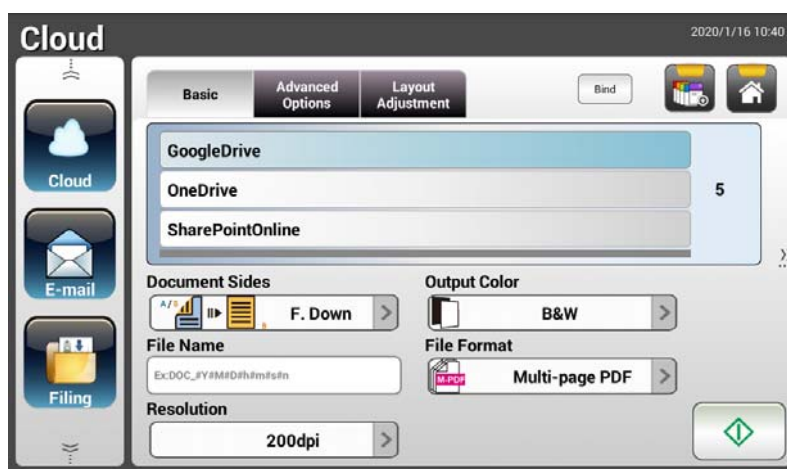 Cloud
2020/1/16 10:40
Basic
Advanced
Options
Layout
Adjustment
Bind
Cloud
E-mail
Filing
GoogleDrive
OneDrive
SharePointOnline
5
Document Sides
F. Down
Output Color
B&W
File Name
Ex:DOC_#Y#M#D#h#m#s#n
File Format
M-PDF
Multi-page PDF
Resolution
200dpi